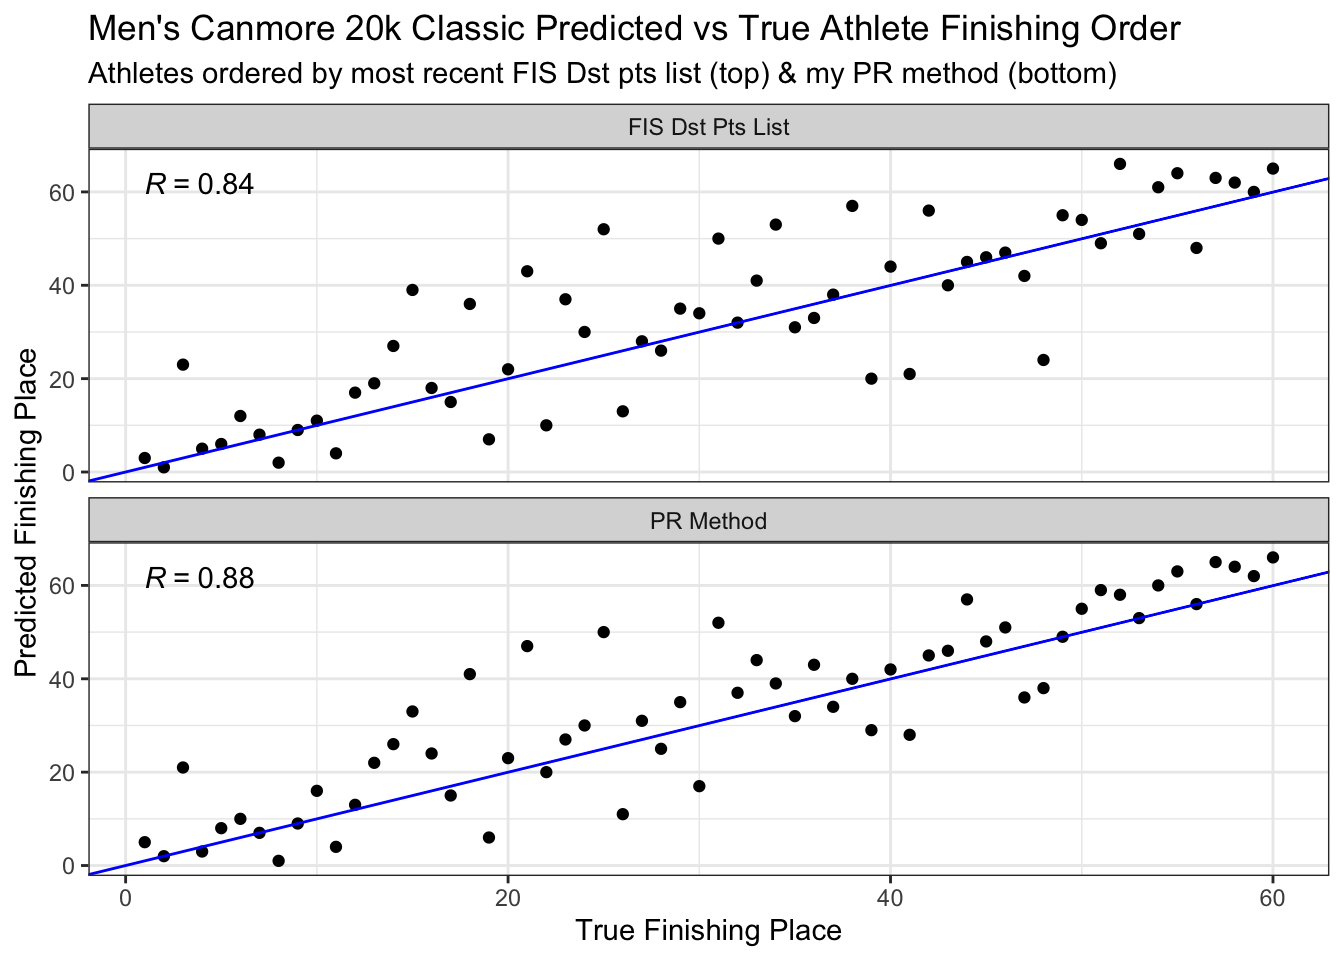 Men's Canmore 20k Classic Predicted vs True Athlete Finishing Order
Athletes ordered by most recent FIS Dst pts list (top) & my PR method (bottom)
FIS Dst Pts List
R = 0.84
60
40
20
0
PR Method
R = 0.88
60
40
20
0
Predicted Finishing Place
0 20 40 60
True Finishing Place